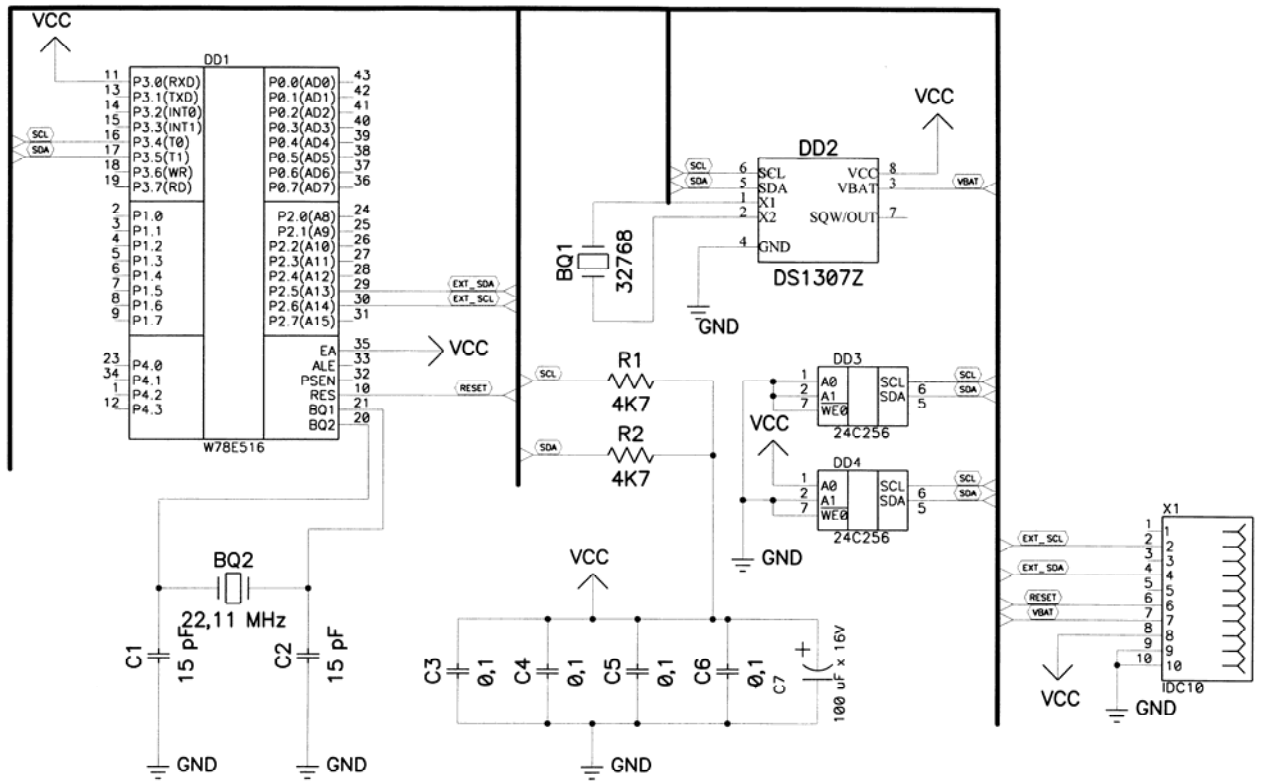 VCC
DD1
11 P3.0(RXD) P0.0(AD0) 43
13 P3.1(TXD) P0.1(AD1) 42
14 P3.2(INT0) P0.2(AD2) 41
15 P3.3(INT1) P0.3(AD3) 40
SCL 16 P3.4(T0) P0.4(AD4) 39
SDA 17 P3.5(T1) P0.5(AD5) 38
18 P3.6(WR) P0.6(AD6) 37
19 P3.7(RD) P0.7(AD7) 36
2 P1.0 P2.0(A8) 24
3 P1.1 P2.1(A9) 25
4 P1.2 P2.2(A10) 26
5 P1.3 P2.3(A11) 27
6 P1.4 P2.4(A12) 28
7 P1.5 P2.5(A13) 29 EXT_SDA
8 P1.6 P2.6(A14) 30 EXT_SCL
9 P1.7 P2.7(A15) 31
EA 35 VCC
23 P4.0 ALE 33
34 P4.1 PSEN 32
1 P4.2 RES 10 RESET
12 P4.3 BQ1 21
BQ2 20
W78E516
BQ2
22,11 MHz
C1 15 pF
C2 15 pF
GND
GND
VCC
DD2
SCL 6 SCL VCC 8
SDA 5 SDA VBAT 3 VBAT
1 X1
2 X2 SQW/OUT 7
4 GND
DS1307Z
BQ1 32768
GND
SCL R1
4K7
SDA R2
4K7
DD3
1 A0 SCL 6 SCL
2 A1 SDA 5 SDA
7 WE0
24C256
VCC
DD4
1 A0 SCL 6 SCL
2 A1 SDA 5 SDA
7 WE0
24C256
GND
VCC
C3 0,1
C4 0,1
C5 0,1
C6 0,1
C7 + 100 uF x 16V
GND
X1
1 1
EXT_SCL 2 2
3 3
EXT_SDA 4 4
5 5
RESET 6 6
VBAT 7 7
8 8
9 9
10 10
IDC10
VCC
GND